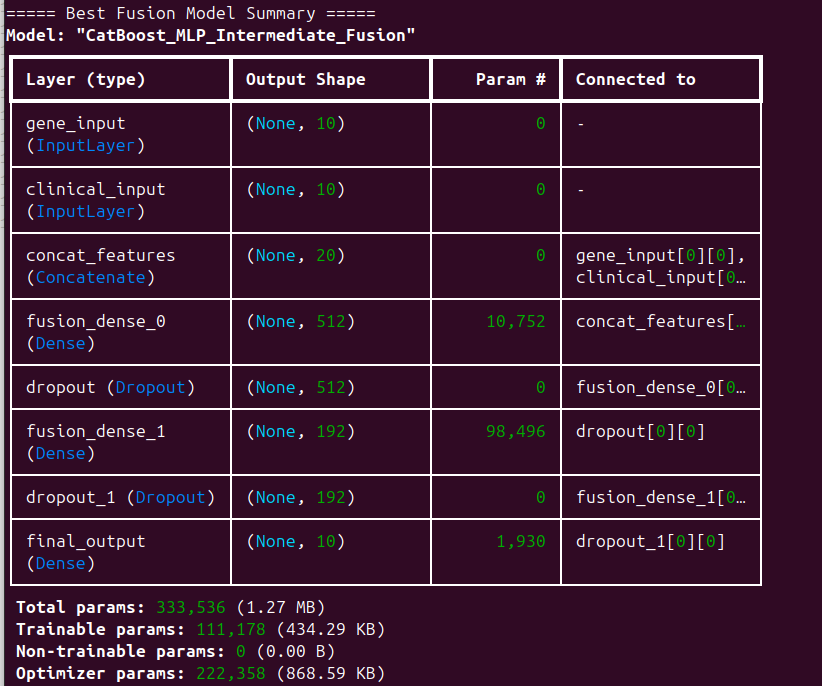 ===== Best Fusion Model Summary =====
Model: "CatBoost_MLP_Intermediate_Fusion"
Layer (type) Output Shape Param # Connected to
gene_input (None, 10) 0 -
(InputLayer)
clinical_input (None, 10) 0 -
(InputLayer)
concat_features (None, 20) 0 gene_input[0][0],
(Concatenate) clinical_input[0…
fusion_dense_0 (None, 512) 10,752 concat_features[…
(Dense)
dropout (Dropout) (None, 512) 0 fusion_dense_0[0…
fusion_dense_1 (None, 192) 98,496 dropout[0][0]
(Dense)
dropout_1 (Dropout) (None, 192) 0 fusion_dense_1[0…
final_output (None, 10) 1,930 dropout_1[0][0]
(Dense)
Total params: 333,536 (1.27 MB)
Trainable params: 111,178 (434.29 KB)
Non-trainable params: 0 (0.00 B)
Optimizer params: 222,358 (868.59 KB)